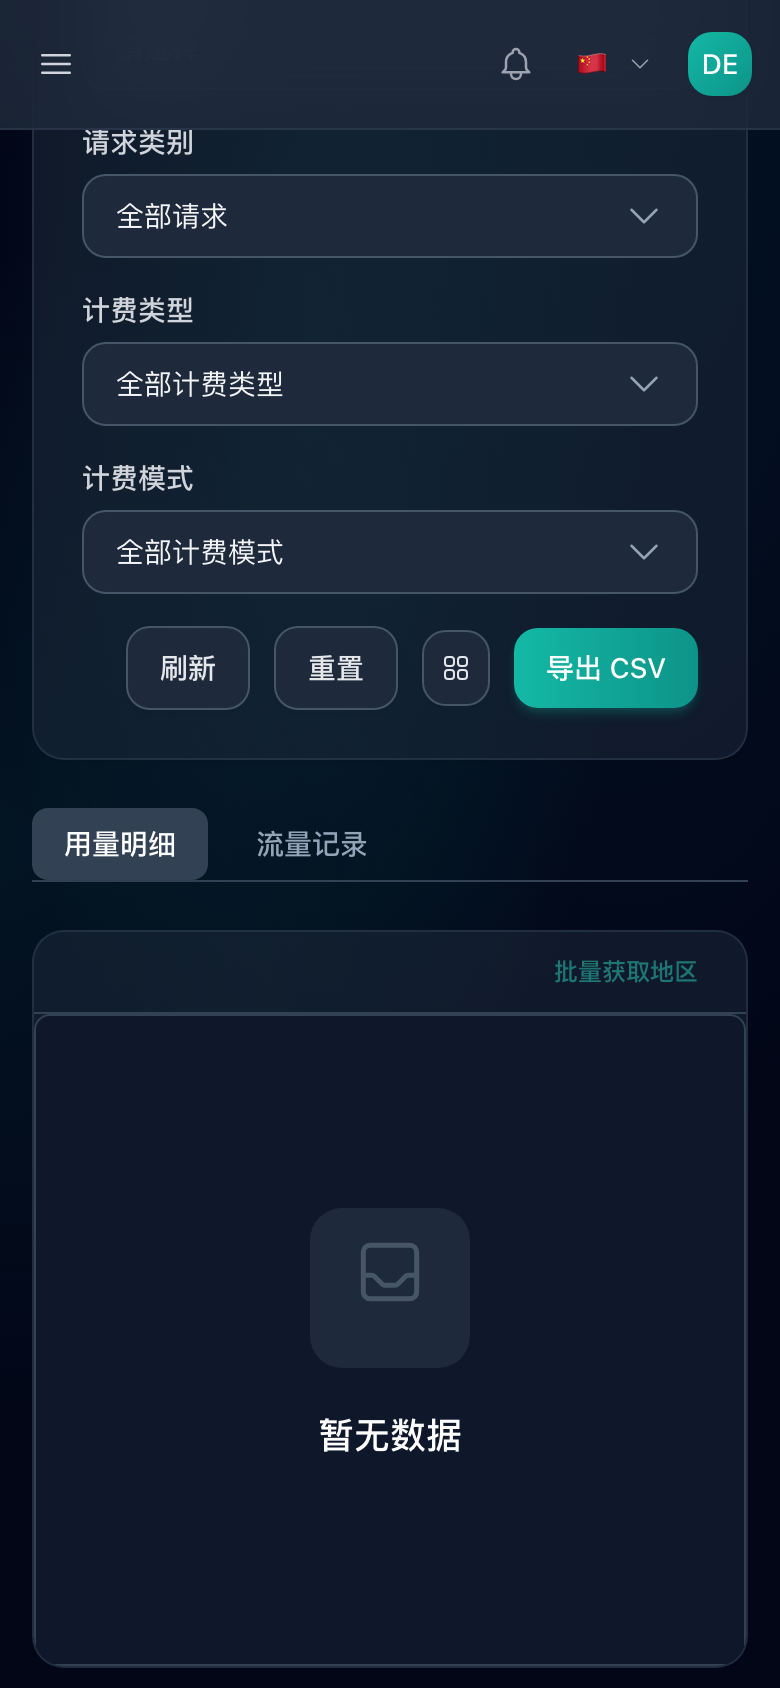 DE
请求类别
全部请求
计费类型
全部计费类型
计费模式
全部计费模式
刷新 重置 导出 CSV
用量明细 流量记录
批量获取地区
暂无数据